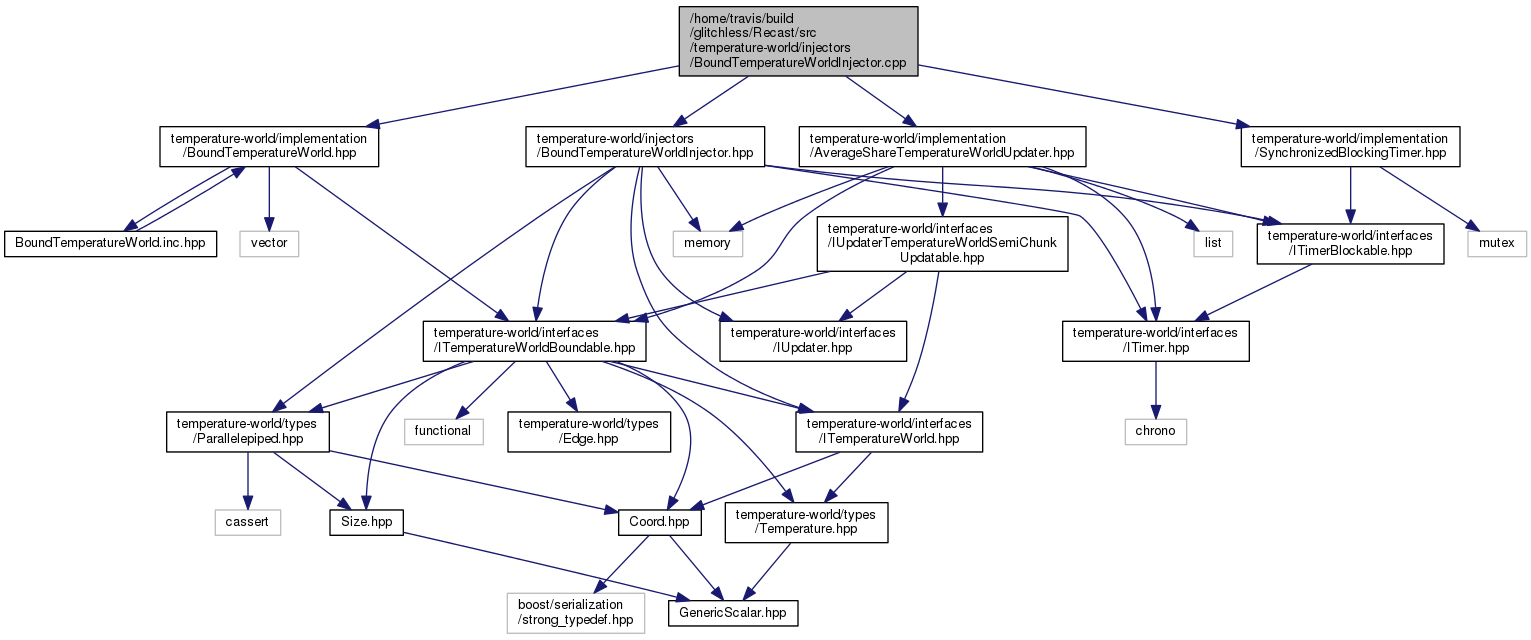 /home/travis/build
/glitchless/Recast/src
/temperature-world/injectors
/BoundTemperatureWorldInjector.cpp
temperature-world/implementation
/BoundTemperatureWorld.hpp
temperature-world/injectors
/BoundTemperatureWorldInjector.hpp
temperature-world/implementation
/AverageShareTemperatureWorldUpdater.hpp
temperature-world/implementation
/SynchronizedBlockingTimer.hpp
BoundTemperatureWorld.inc.hpp
vector
memory
temperature-world/interfaces
/IUpdaterTemperatureWorldSemiChunk
Updatable.hpp
list
temperature-world/interfaces
/ITimerBlockable.hpp
mutex
temperature-world/interfaces
/ITemperatureWorldBoundable.hpp
temperature-world/interfaces
/IUpdater.hpp
temperature-world/interfaces
/ITimer.hpp
temperature-world/types
/Parallelepiped.hpp
functional
temperature-world/types
/Edge.hpp
temperature-world/interfaces
/ITemperatureWorld.hpp
chrono
cassert
Size.hpp
Coord.hpp
temperature-world/types
/Temperature.hpp
boost/serialization
/strong_typedef.hpp
GenericScalar.hpp